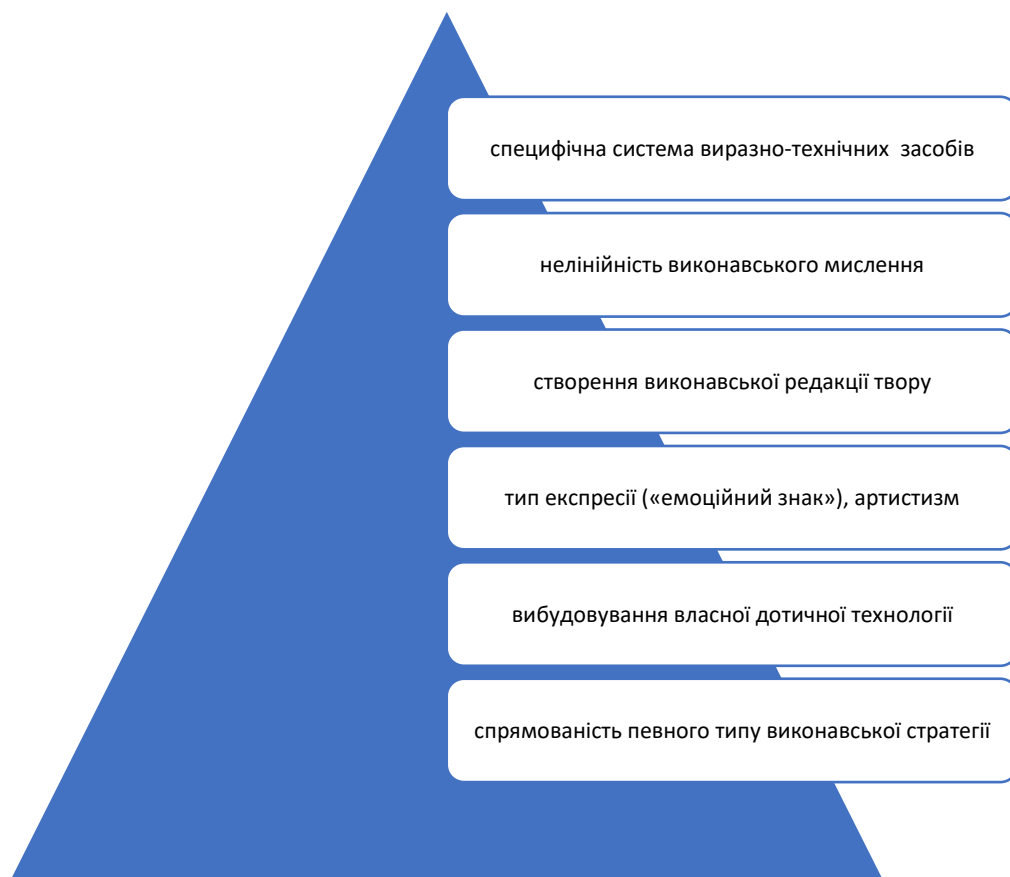 специфічна система виразно-технічних  засобів
нелінійність виконавського мислення
створення виконавської редакції твору
тип експресії («емоційний знак»), артистизм
вибудовування власної дотичної технології
спрямованість певного типу виконавської стратегії